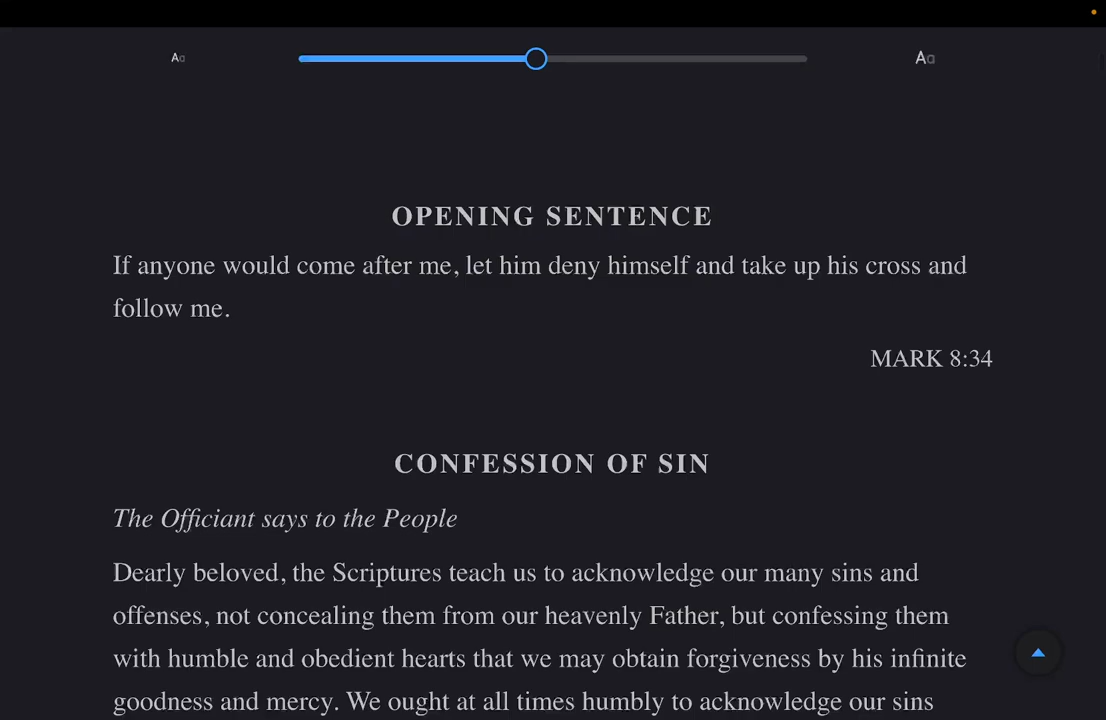 Aa Aa
OPENING SENTENCE
If anyone would come after me, let him deny himself and take up his cross and
follow me.
MARK 8:34
CONFESSION OF SIN
The Officiant says to the People
Dearly beloved, the Scriptures teach us to acknowledge our many sins and
offenses, not concealing them from our heavenly Father, but confessing them
with humble and obedient hearts that we may obtain forgiveness by his infinite
goodness and mercy. We ought at all times humbly to acknowledge our sins